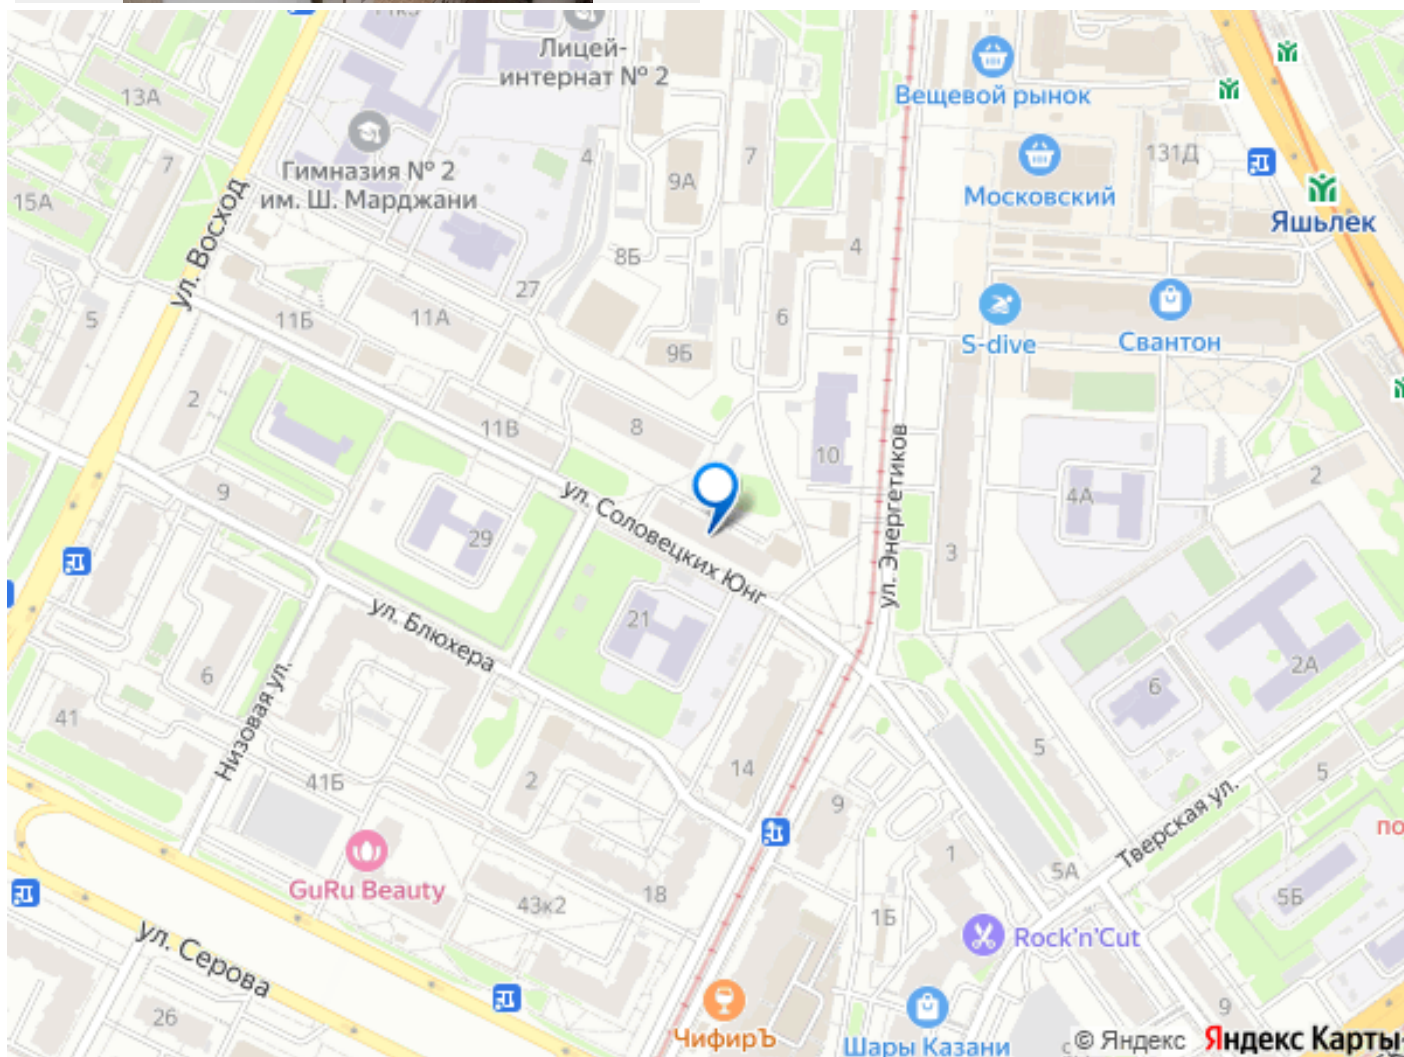 Лицей-
интернат № 2
Вещевой рынок
13А
Гимназия № 2
им. Ш. Марджани
4
7
131Д
7
9А
Московский
15А
Яшьлек
ул. Восход
8Б
4
27
5
11Б
11А
6
S-dive
Свантон
9Б
2
11В
8
10
ул. Энергетиков
2
9
4А
ул. Соловецких Юнг
29
3
21
ул. Блюхера
2А
6
6
41
Низовая ул.
5
14
41Б
2
9
5
Тверская ул.
по
1
5А
GuRu Beauty
18
43к2
5Б
1Б
Rock'n'Cut
ул. Серова
26
9
ЧифирЪ
Шары Казани
© Яндекс Яндекс Карты